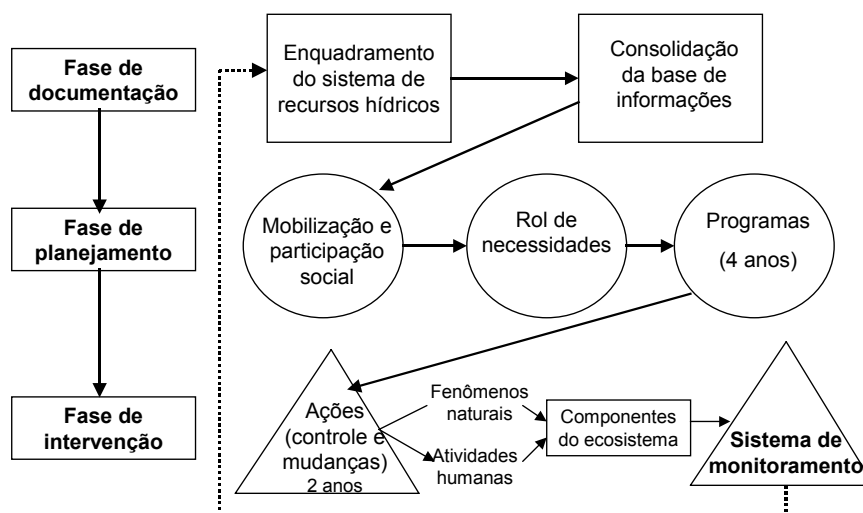 Fase de
documentação
Enquadramento
do sistema de
recursos hídricos
Consolidação
da base de
informações
Fase de
planejamento
Mobilização e
participação
social
Rol de
necessidades
Programas
(4 anos)
Fase de
intervenção
Ações
(controle e
mudanças)
2 anos
Fenômenos
naturais
Atividades
humanas
Componentes
do ecosistema
Sistema de
monitoramento